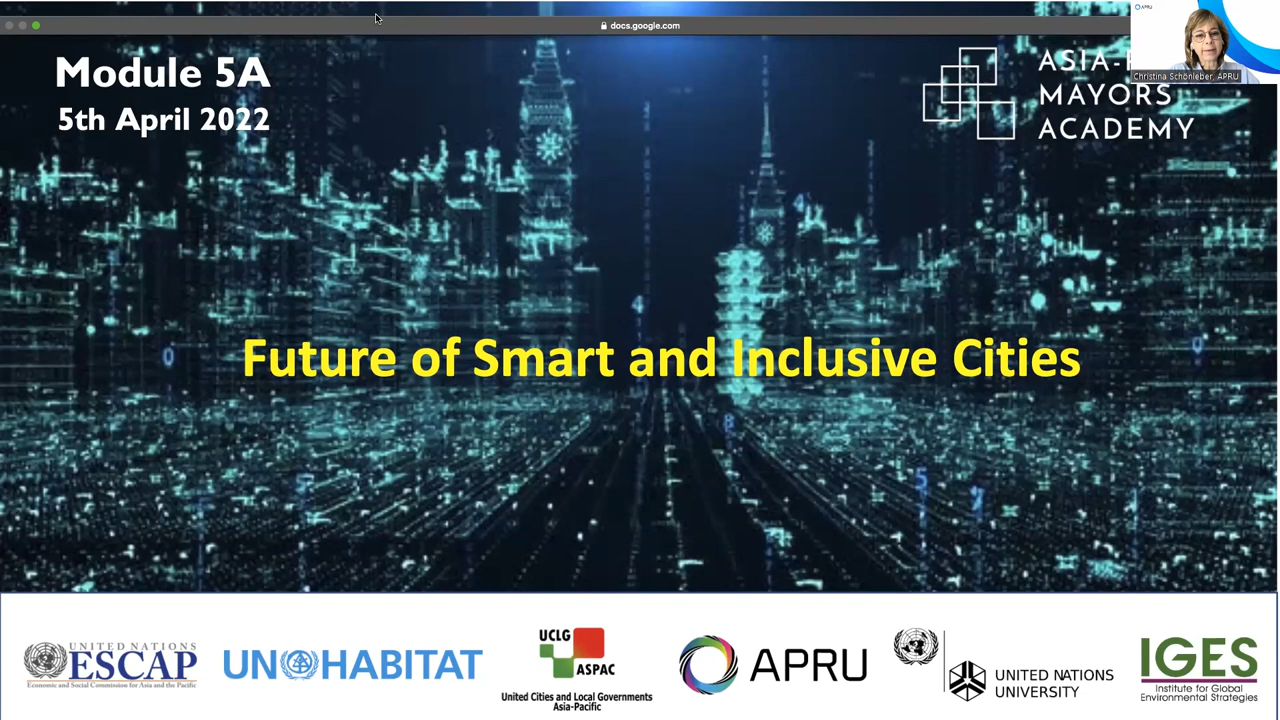 docs.google.com
APRU
Christina Schönleber, APRU
Module 5A
5th April 2022
ASIA-P
MAYORS
ACADEMY
Future of Smart and Inclusive Cities
UNITED NATIONS
ESCAP
Economic and Social Commission for Asia and the Pacific
UN HABITAT
UCLG
ASPAC
United Cities and Local Governments
Asia-Pacific
APRU
UNITED NATIONS
UNIVERSITY
IGES
Institute for Global
Environmental Strategies